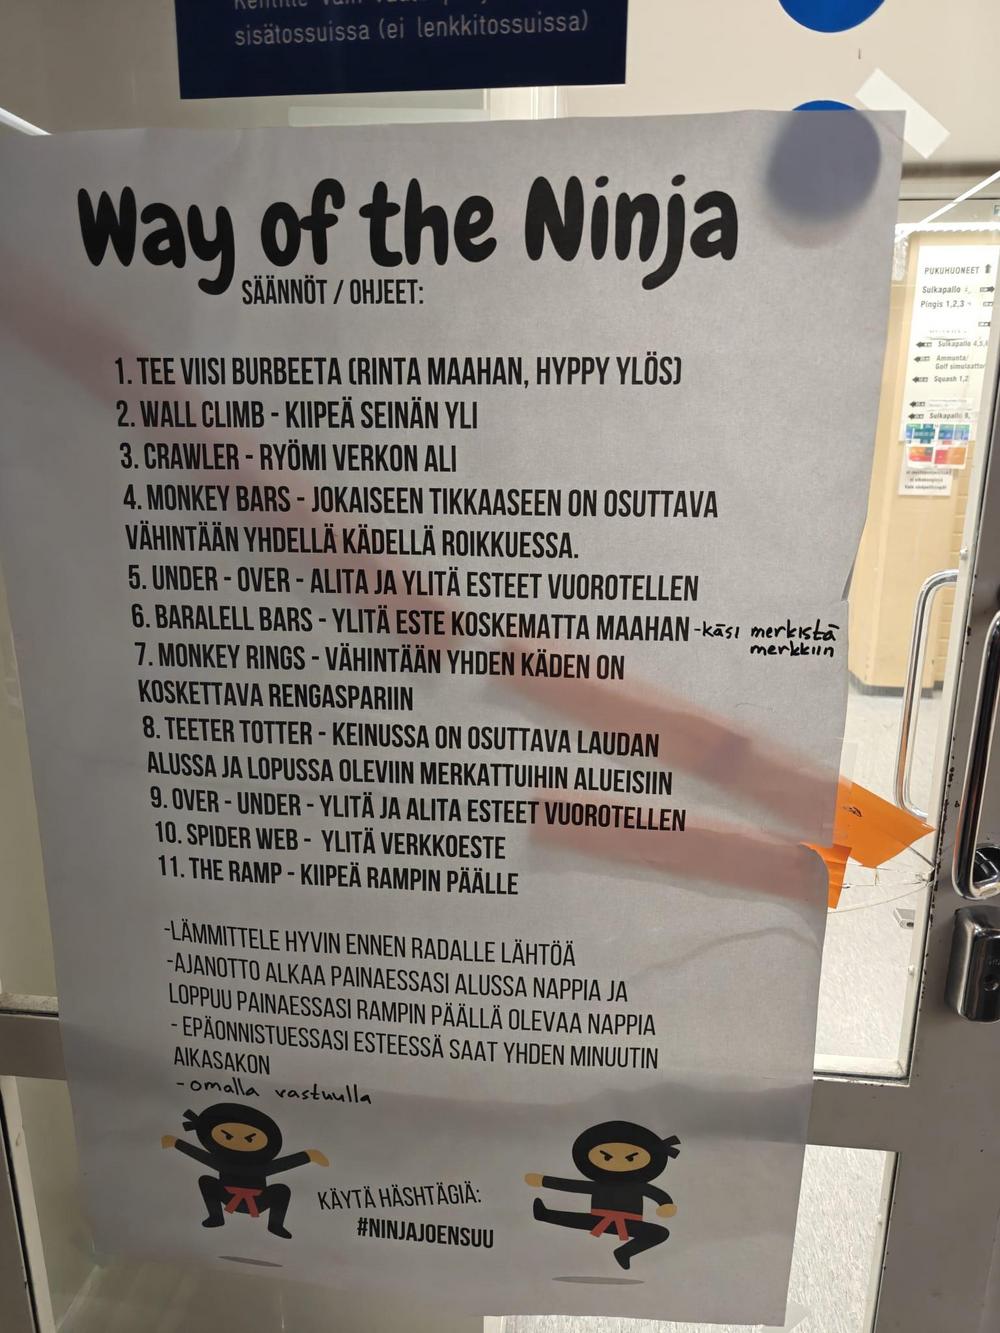 sisätossuissa (ei lenkkitossuissa)
Way of the Ninja
SÄÄNNÖT / OHJEET:
1. TEE VIISI BURBEETA (RINTA MAAHAN, HYPPY YLÖS)
2. WALL CLIMB - KIIPEÄ SEINÄN YLI
3. CRAWLER - RYÖMI VERKON ALI
4. MONKEY BARS - JOKAISEEN TIKKAASEEN ON OSUTTAVA
VÄHINTÄÄN YHDELLÄ KÄDELLÄ ROIKKUESSA.
5. UNDER - OVER - ALITA JA YLITÄ ESTEET VUOROTELLEN
6. BARALELL BARS - YLITÄ ESTE KOSKEMATTA MAAHAN -käsi merkistä
merkkiin
7. MONKEY RINGS - VÄHINTÄÄN YHDEN KÄDEN ON
KOSKETTAVA RENGASPARIIN
8. TEETER TOTTER - KEINUSSA ON OSUTTAVA LAUDAN
ALUSSA JA LOPUSSA OLEVIIN MERKATTUIHIN ALUEISIIN
9. OVER - UNDER - YLITÄ JA ALITA ESTEET VUOROTELLEN
10. SPIDER WEB - YLITÄ VERKKOESTE
11. THE RAMP - KIIPEÄ RAMPIN PÄÄLLE
-LÄMMITTELE HYVIN ENNEN RADALLE LÄHTÖÄ
-AJANOTTO ALKAA PAINAESSASI ALUSSA NAPPIA JA
LOPPUU PAINAESSASI RAMPIN PÄÄLLÄ OLEVAA NAPPIA
- EPÄONNISTUESSASI ESTEESSÄ SAAT YHDEN MINUUTIN
AIKASAKON
-omalla vastuulla
KÄYTÄ HÄSHTÄGIÄ:
#NINJAJOENSUU
PUKUHUONEET
Sulkapallo
Pingis 1,2,3
Sulkapallo 4,5,6
Ammunta/
Golf simulaattori
Squash 1,2
Sulkapallo